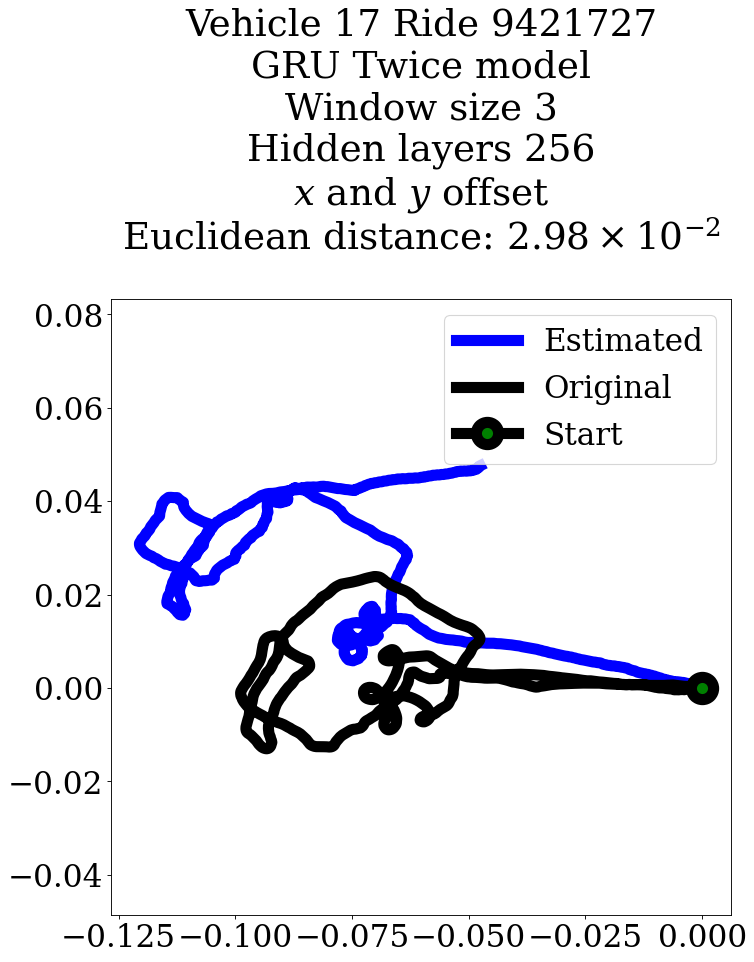 Vehicle 17 Ride 9421727
GRU Twice model
Window size 3
Hidden layers 256
x and y offset
Euclidean distance: 2.98 × 10⁻²
Estimated
Original
Start
0.08
0.06
0.04
0.02
0.00
−0.02
−0.04
−0.125 −0.100 −0.075 −0.050 −0.025 0.000